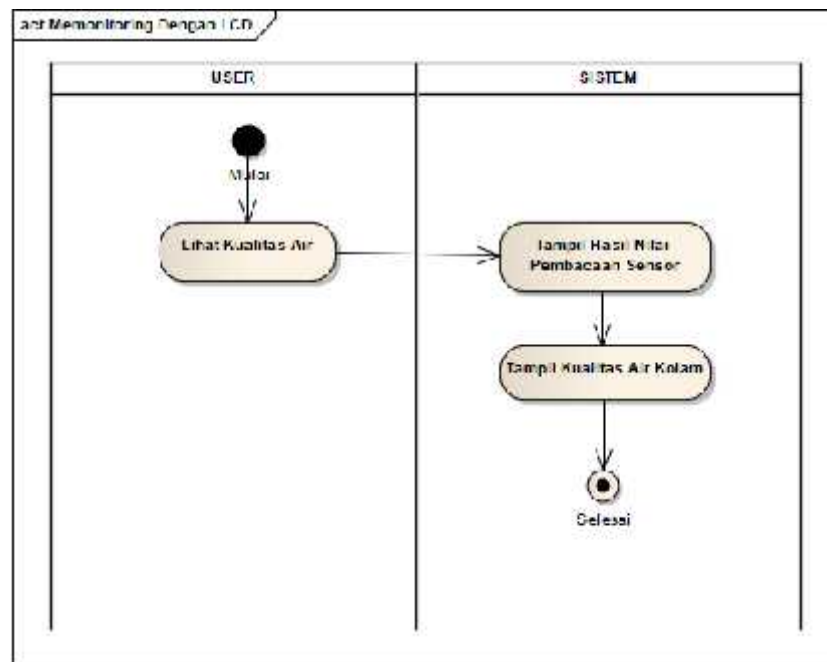 act Memonitoring Dengan LCD
USER
SISTEM
Mulai
Lihat Kualitas Air
Tampil Hasil Nilai
Pembacaan Sensor
Tampil Kualitas Air Kolam
Selesai